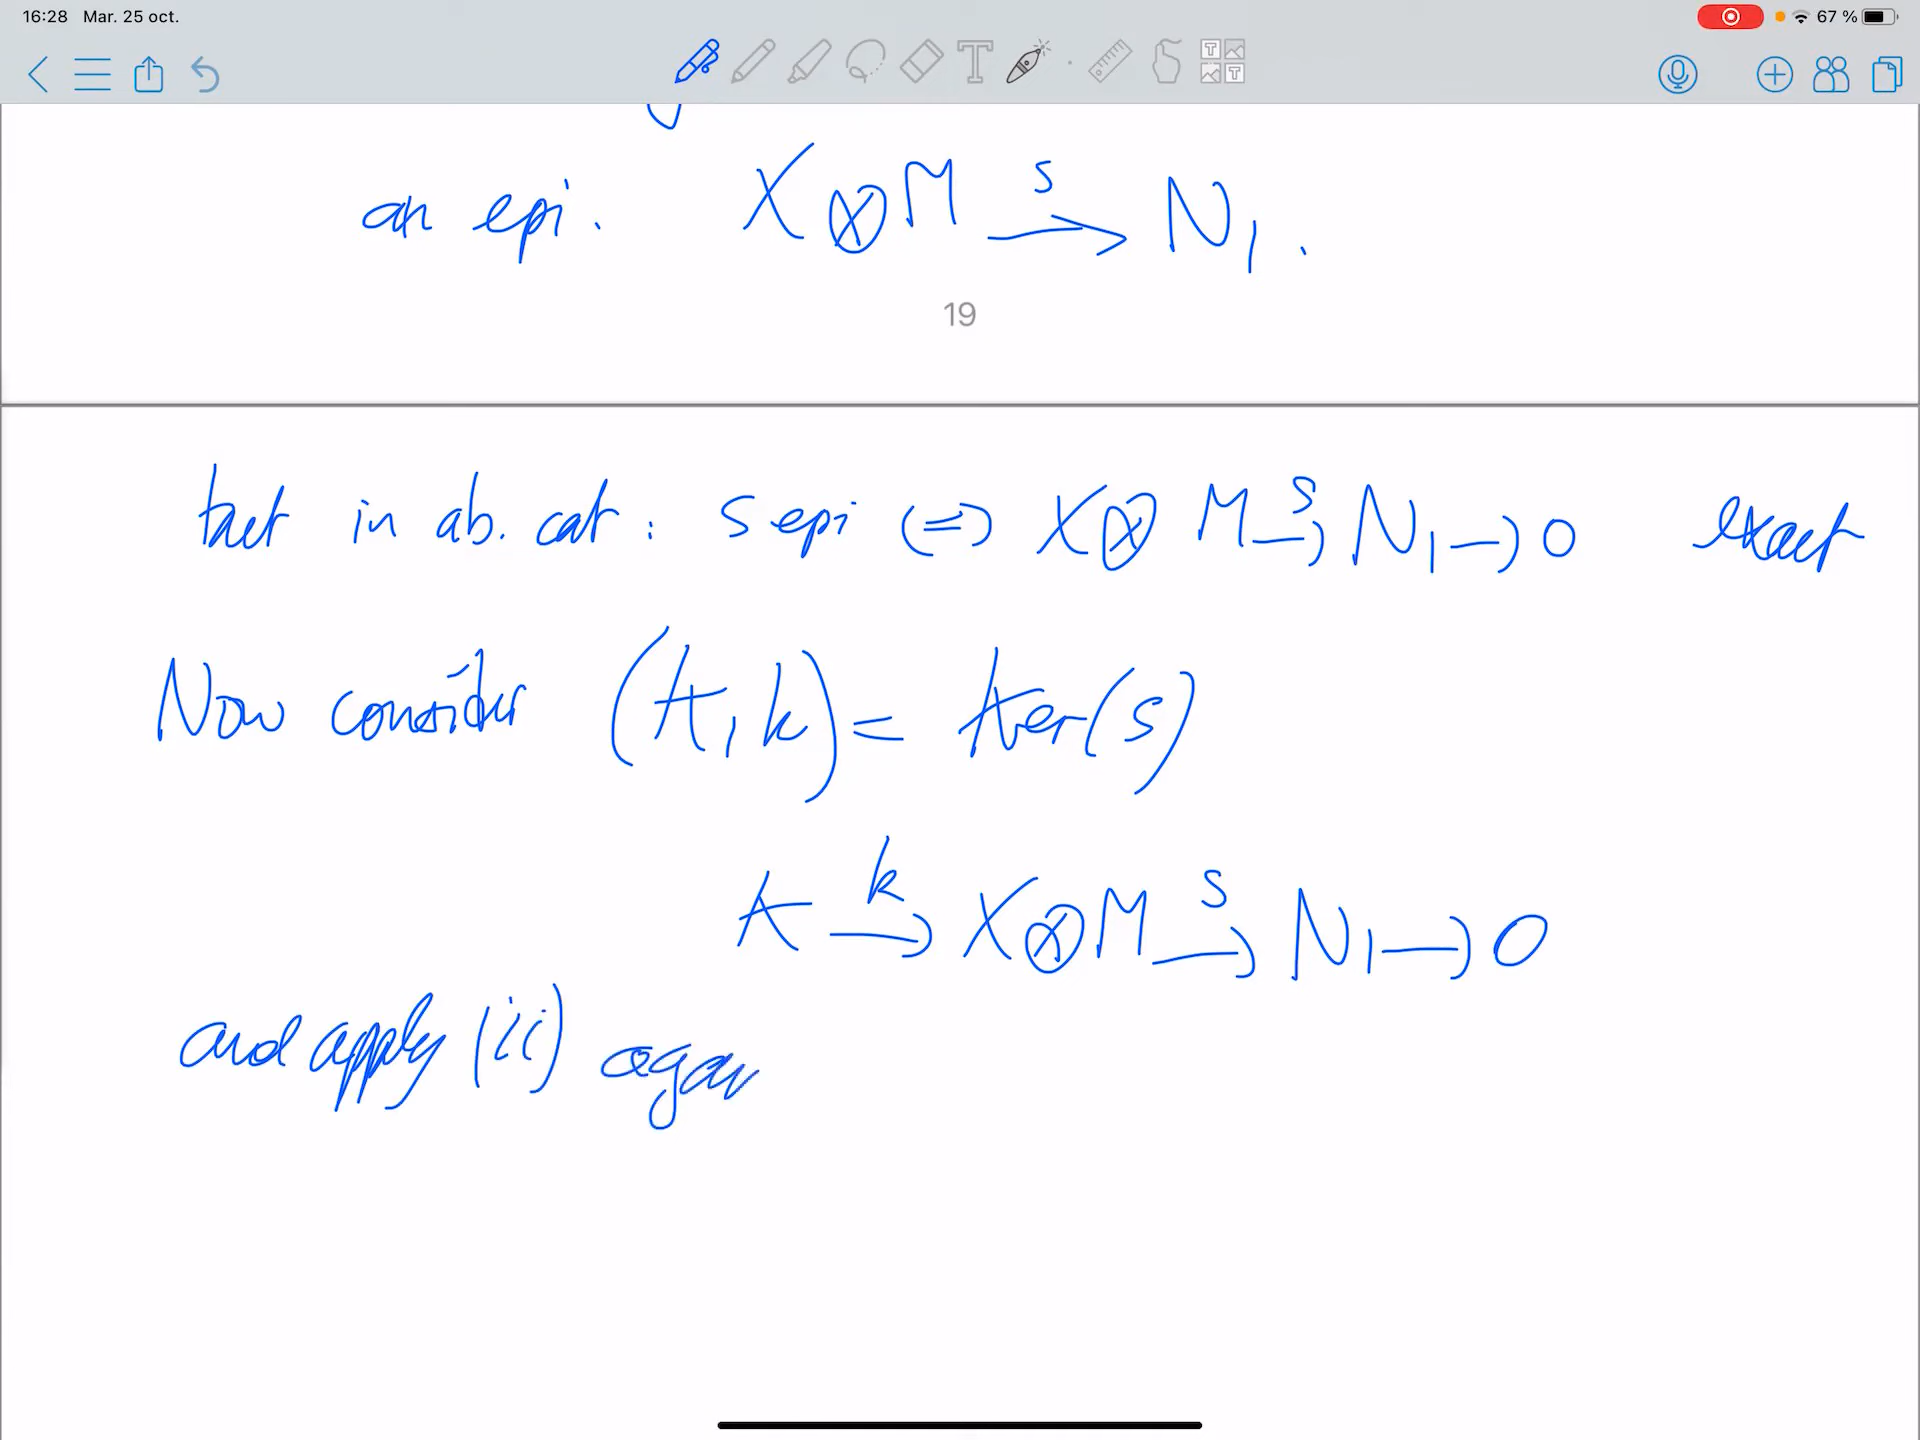 16:28 Mar. 25 oct. 67 %
an epi. X ⊗ M →^s N₁.
19
but in ab. cat : s epi (=) X ⊗ M →^s N₁ → 0 exact
Now consider (K, k) = Ker(s)
K →^k X ⊗ M →^s N₁ → 0
and apply (ii) again